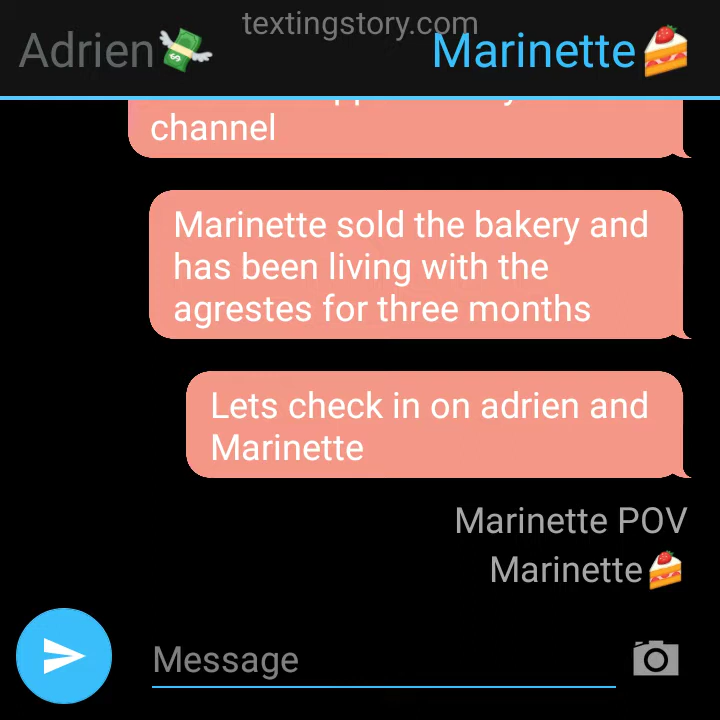 textingstory.com
Adrien💸
Marinette🍰
channel
Marinette sold the bakery and
has been living with the
agrestes for three months
Lets check in on adrien and
Marinette
Marinette POV
Marinette🍰
Message